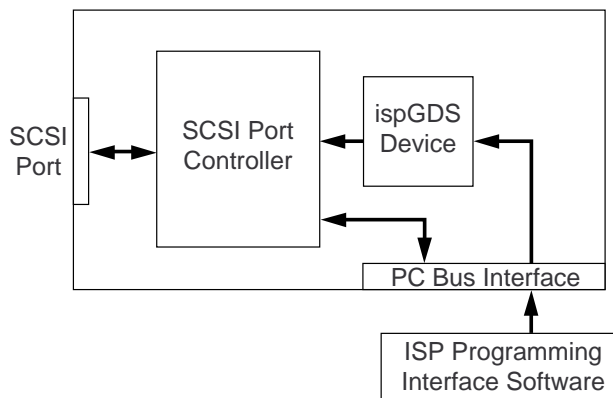 SCSI
Port
SCSI Port
Controller
ispGDS
Device
PC Bus Interface
ISP Programming
Interface Software